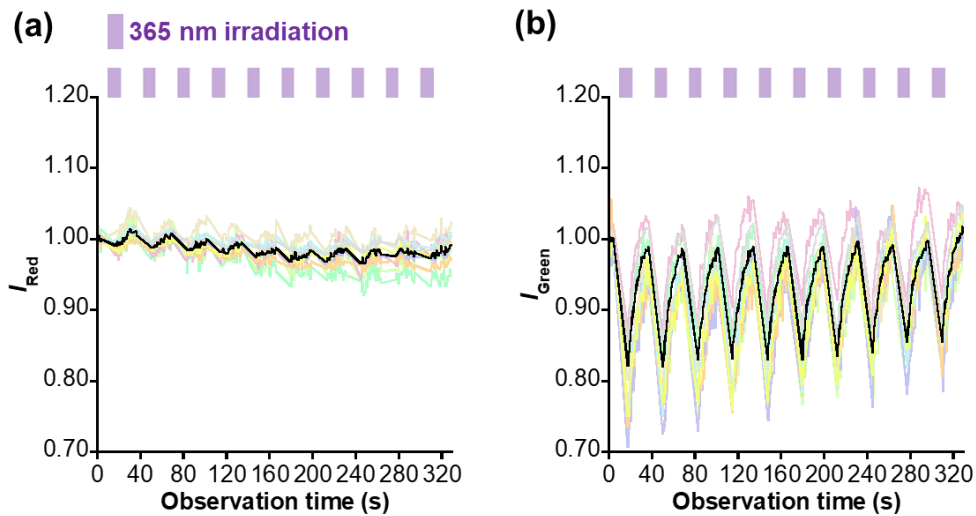 (a)
365 nm irradiation
1.20
1.10
1.00
0.90
0.80
0.70
I Red
0 40 80 120 160 200 240 280 320
Observation time (s)
(b)
1.20
1.10
1.00
0.90
0.80
0.70
I Green
0 40 80 120 160 200 240 280 320
Observation time (s)